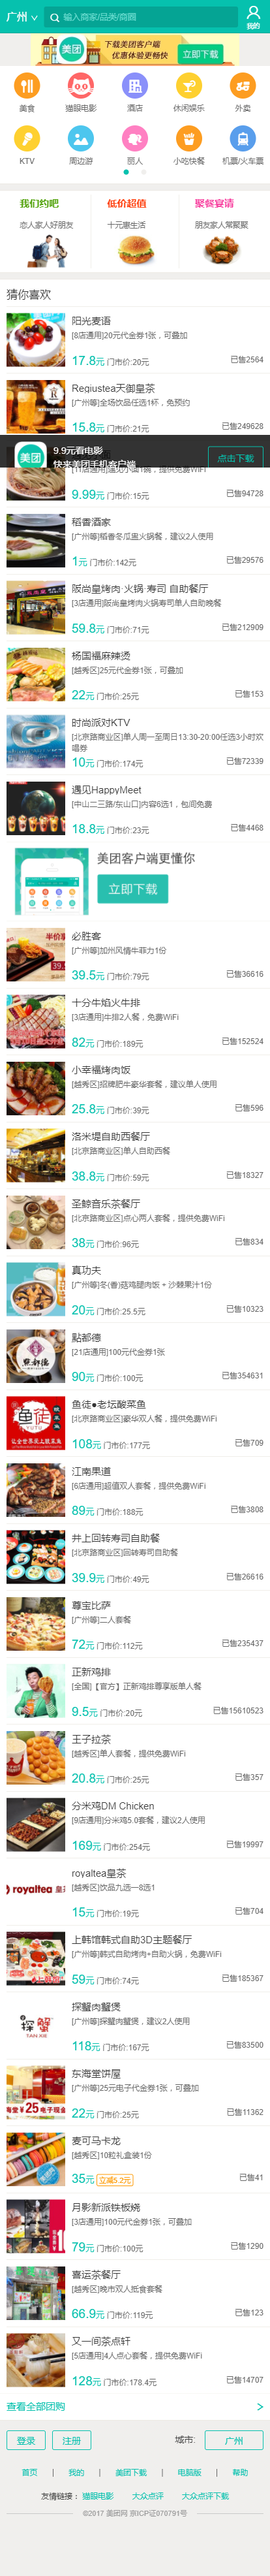 广州
输入商家/品类/商圈
我的
美团
下载美团客户端
优惠体验更畅快
立即下载
美食
猫眼电影
酒店
休闲娱乐
外卖
KTV
周边游
丽人
小吃快餐
机票/火车票
我们约吧
恋人家人好朋友
低价超值
十元惠生活
聚餐宴请
朋友家人常聚聚
猜你喜欢
阳光麦语
[8店通用]20元代金券1张，可叠加
17.8元 门市价:20元
已售2564
Regiustea天御皇茶
[广州等]全场饮品任选1杯，免预约
15.8元 门市价:21元
已售249628
美团
9.9元看电影
快来美团手机客户端
点击下载
9.99元 门市价:15元
已售94728
稻香酒家
[广州等]稻香冬瓜盅火锅餐，建议2人使用
1元 门市价:142元
已售29576
阪尚皇烤肉·火锅·寿司 自助餐厅
[3店通用]阪尚皇烤肉火锅寿司单人自助晚餐
59.8元 门市价:71元
已售212909
杨国福麻辣烫
[越秀区]25元代金券1张，可叠加
22元 门市价:25元
已售153
时尚派对KTV
[北京路商业区]单人周一至周日13:30-20:00任选3小时欢
唱券
10元 门市价:174元
已售72339
遇见HappyMeet
[中山二三路/东山口]内容6选1，包间免费
18.8元 门市价:23元
已售4468
美团客户端更懂你
立即下载
必胜客
[广州等]加州风情牛菲力1份
39.5元 门市价:79元
已售36616
十分牛焰火牛排
[3店通用]牛排2人餐，免费WiFi
82元 门市价:189元
已售152524
小幸福烤肉饭
[越秀区]招牌肥牛豪华套餐，建议单人使用
25.8元 门市价:39元
已售596
洛米堤自助西餐厅
[北京路商业区]单人自助西餐
38.8元 门市价:59元
已售18327
圣鲸音乐茶餐厅
[北京路商业区]点心两人套餐，提供免费WiFi
38元 门市价:96元
已售834
真功夫
[广州等]冬(香)菇鸡腿肉饭 + 沙棘果汁1份
20元 门市价:25.5元
已售10323
點都德
[21店通用]100元代金券1张
90元 门市价:100元
已售354631
鱼徒●老坛酸菜鱼
[北京路商业区]豪华双人餐，提供免费WiFi
108元 门市价:177元
已售709
江南果道
[6店通用]超值双人套餐，提供免费WiFi
89元 门市价:188元
已售3808
井上回转寿司自助餐
[北京路商业区]回转寿司自助餐
39.9元 门市价:49元
已售26616
尊宝比萨
[广州等]二人套餐
72元 门市价:112元
已售235437
正新鸡排
[全国]【官方】正新鸡排尊享版单人餐
9.5元 门市价:20元
已售15610523
王子拉茶
[越秀区]单人套餐，提供免费WiFi
20.8元 门市价:25元
已售357
分米鸡DM Chicken
[9店通用]分米鸡5.0套餐，建议2人使用
169元 门市价:254元
已售19997
royaltea皇茶
[越秀区]饮品九选一8选1
15元 门市价:19元
已售704
上韩馆韩式自助3D主题餐厅
[广州等]韩式自助烤肉+自助火锅，免费WiFi
59元 门市价:74元
已售185367
探蟹肉蟹煲
[广州等]探蟹肉蟹煲，建议2人使用
118元 门市价:167元
已售83500
东海堂饼屋
[广州等]25元电子代金券1张，可叠加
22元 门市价:25元
已售11362
麦可马卡龙
[越秀区]10粒礼盒装1份
35元 立减5.2元
已售41
月影新派铁板烧
[3店通用]100元代金券1张，可叠加
79元 门市价:100元
已售1290
喜运茶餐厅
[越秀区]晚市双人抵食套餐
66.9元 门市价:119元
已售123
又一间茶点轩
[5店通用]4人点心套餐，提供免费WiFi
128元 门市价:178.4元
已售14707
查看全部团购
登录
注册
城市:
广州
首页 | 我的 | 美团下载 | 电脑版 | 帮助
友情链接： 猫眼电影 大众点评 大众点评下载
©2017 美团网 京ICP证070791号